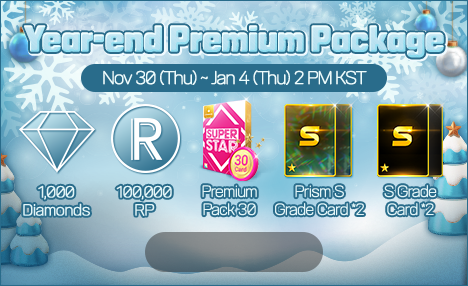 Year-end Premium Package
Nov 30 (Thu) ~ Jan 4 (Thu) 2 PM KST
R
SUPER
STAR
30
Card
S
S
1,000
Diamonds
100,000
RP
Premium
Pack 30
Prism S
Grade Card *2
S Grade
Card *2